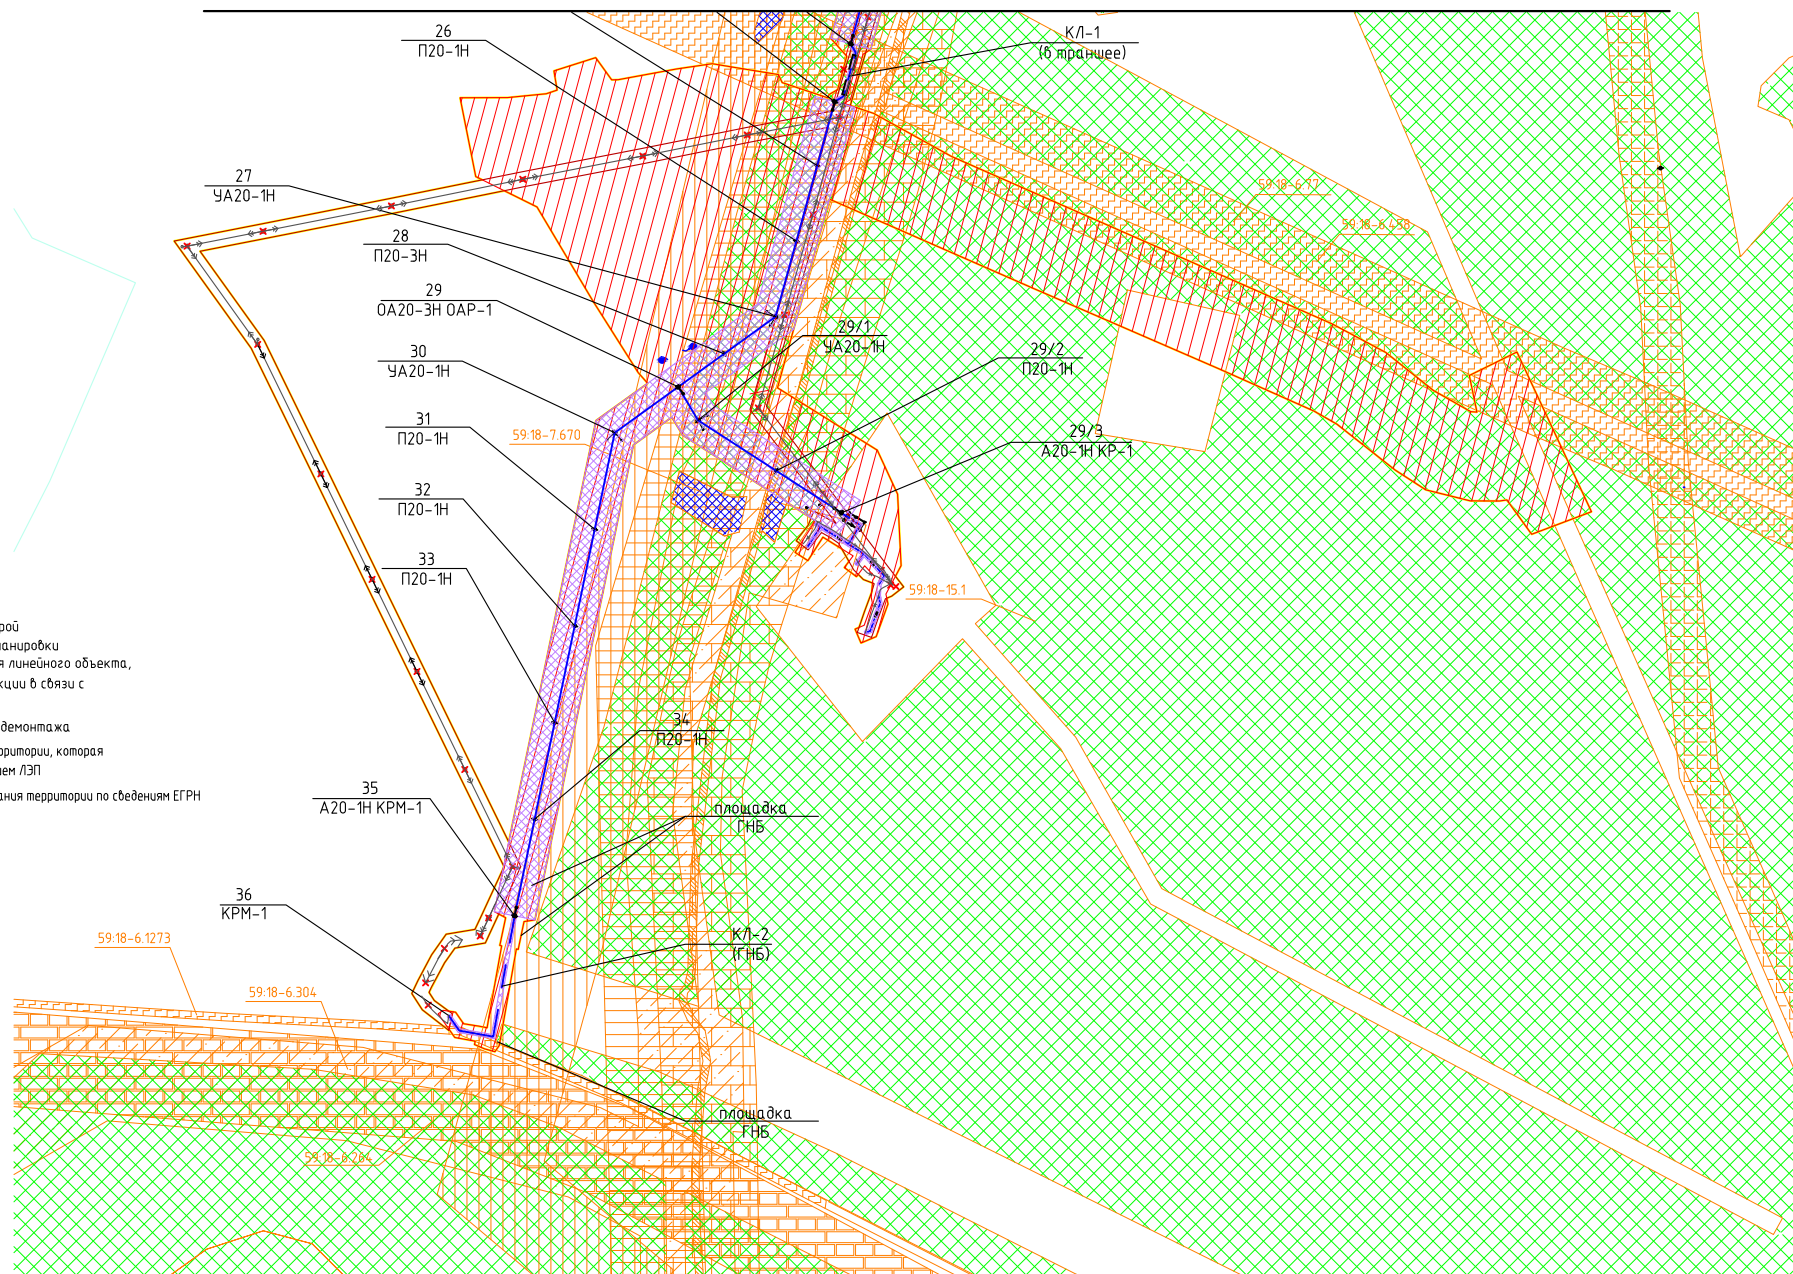 26
П20-1Н
КЛ-1
(в траншее)
27
УА20-1Н
59:18-6.77
59:18-6.438
28
П20-3Н
29
ОА20-3Н ОАР-1
29/1
УА20-1Н
30
УА20-1Н
29/2
П20-1Н
31
П20-1Н
59:18-7.670
29/3
А20-1Н КР-1
32
П20-1Н
33
П20-1Н
59:18-15.1
рой
ланировки
я линейного объекта,
кции в связи с
демонтажа
рритории, которая
ием ЛЭП
ания территории по сведениям ЕГРН
34
П20-1Н
35
А20-1Н КРМ-1
площадка
ГНБ
36
КРМ-1
59:18-6.1273
КЛ-2
(ГНБ)
59:18-6.304
площадка
ГНБ
59:18-6.264